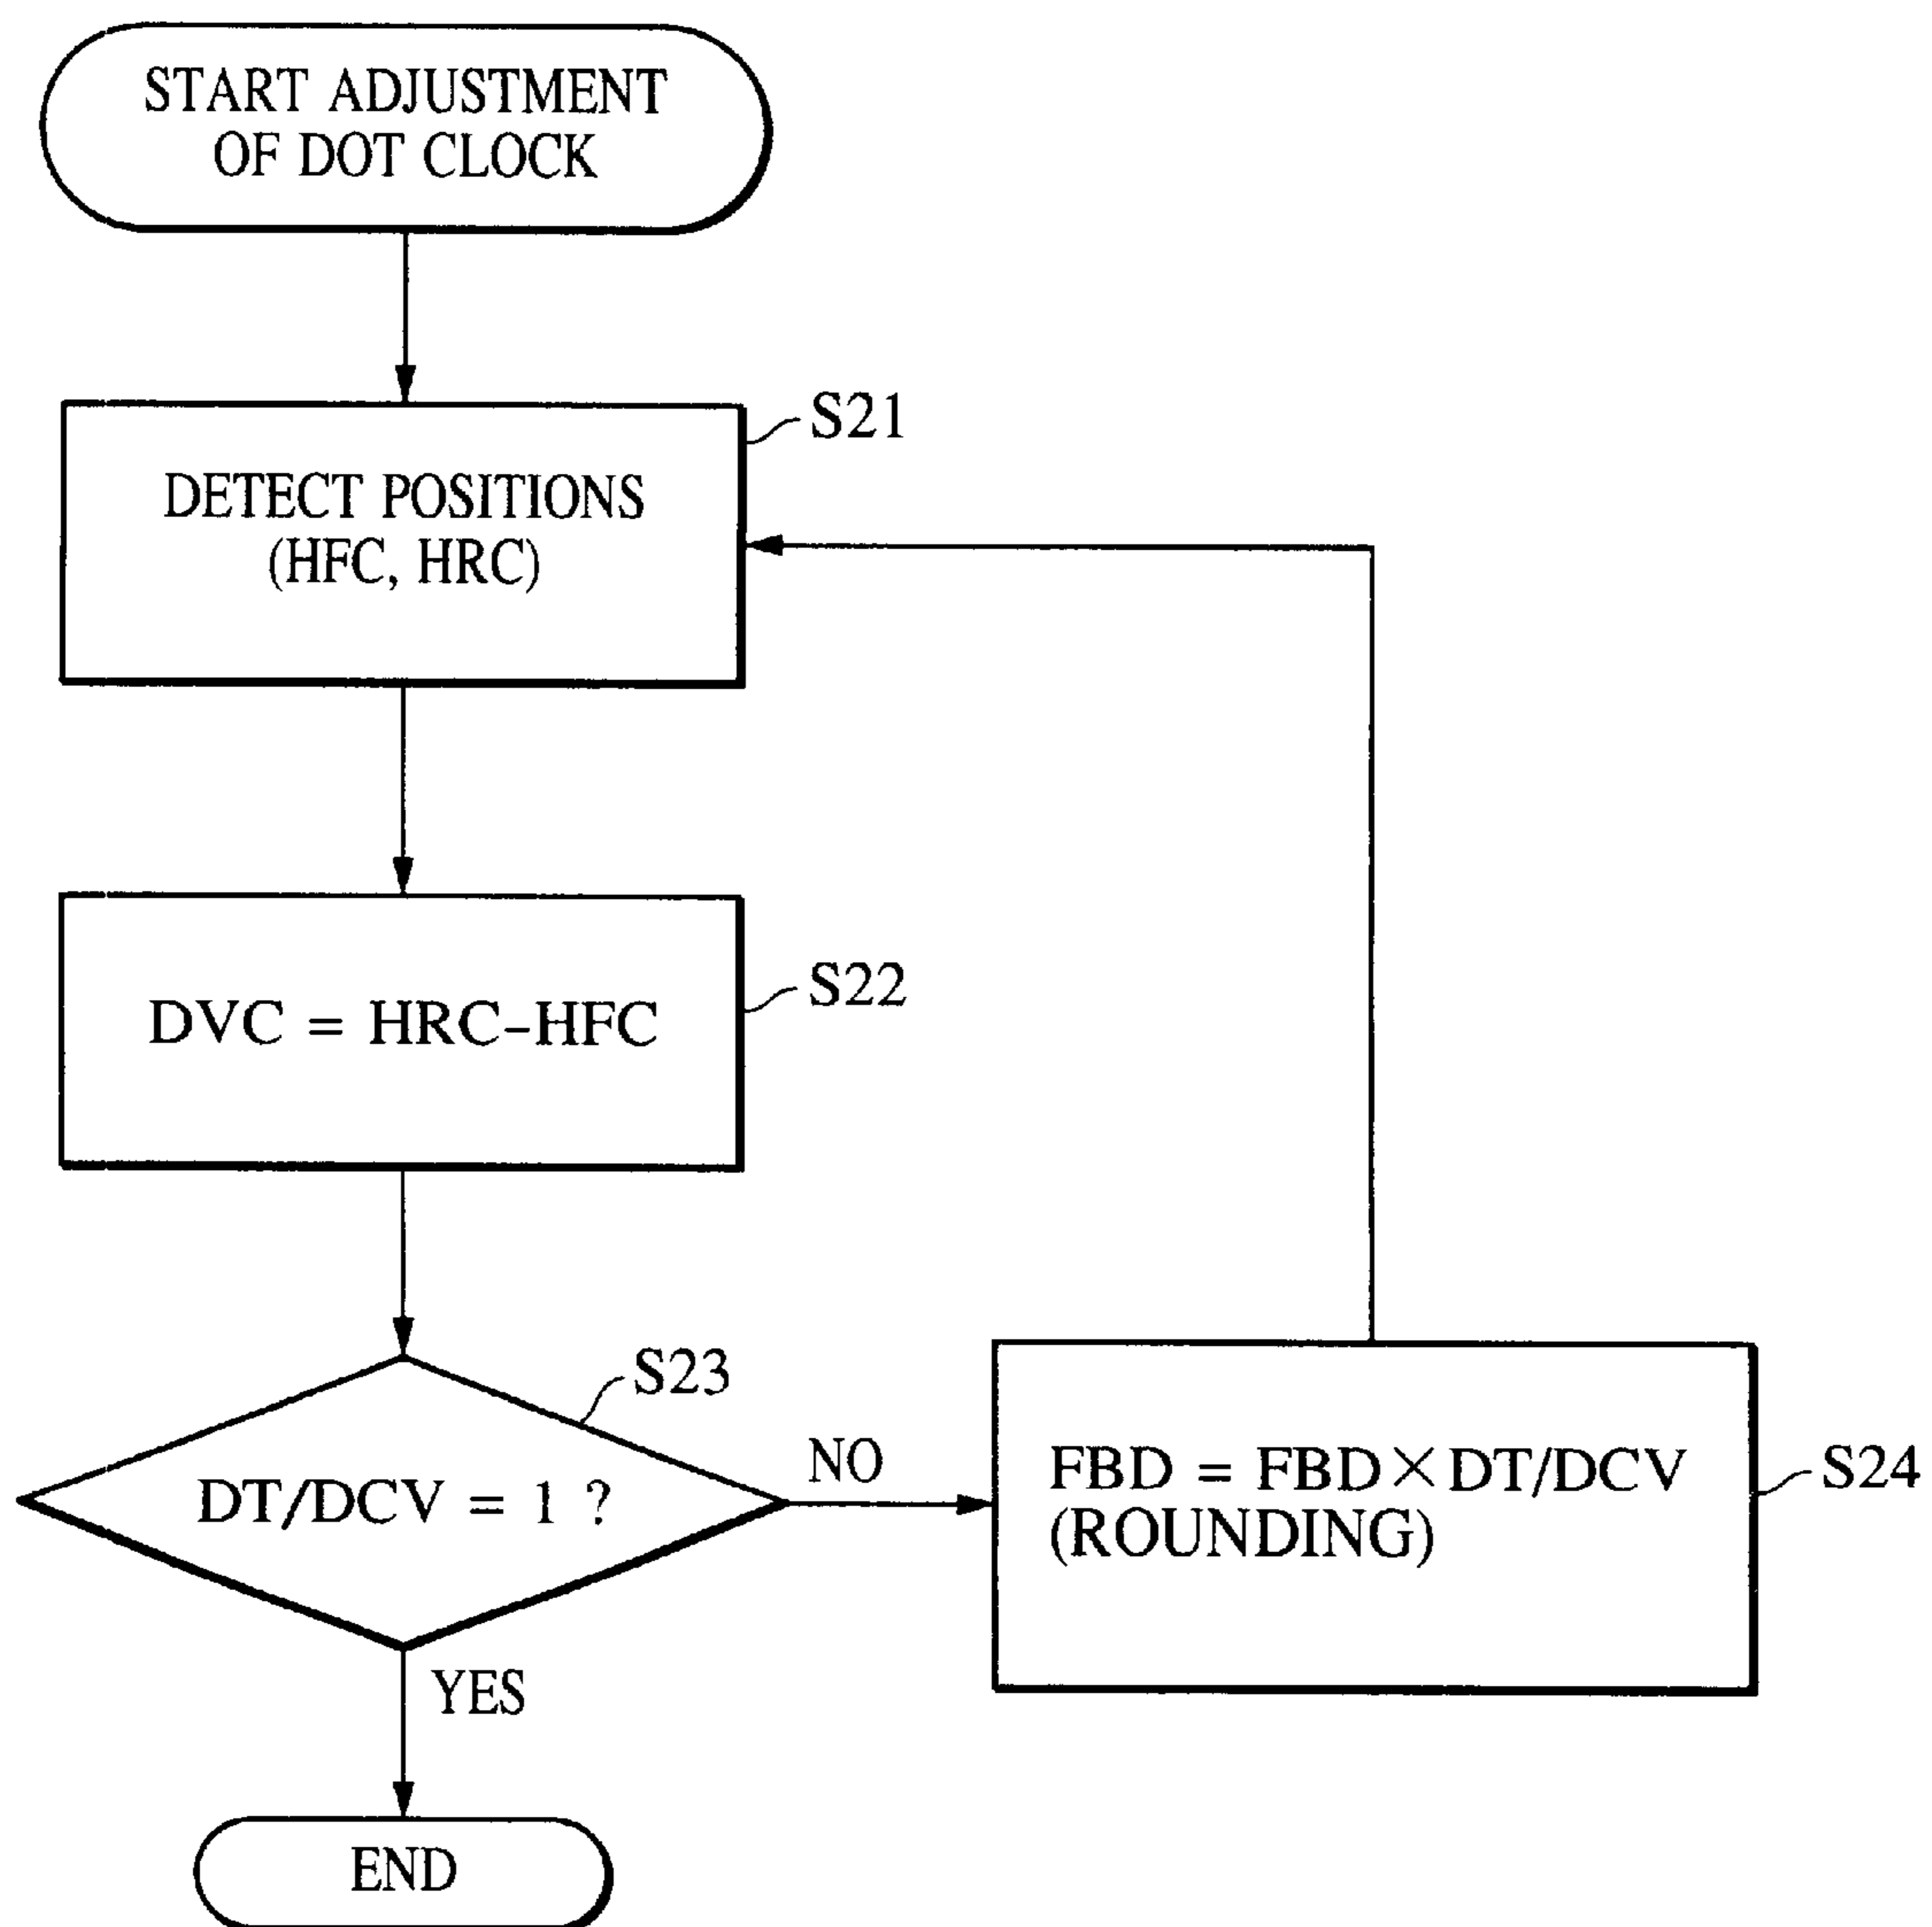 START ADJUSTMENT
OF DOT CLOCK
S21
DETECT POSITIONS
(HFC, HRC)
S22
DVC = HRC-HFC
S23
DT/DCV = 1 ?
NO
YES
FBD = FBD×DT/DCV
(ROUNDING)
S24
END